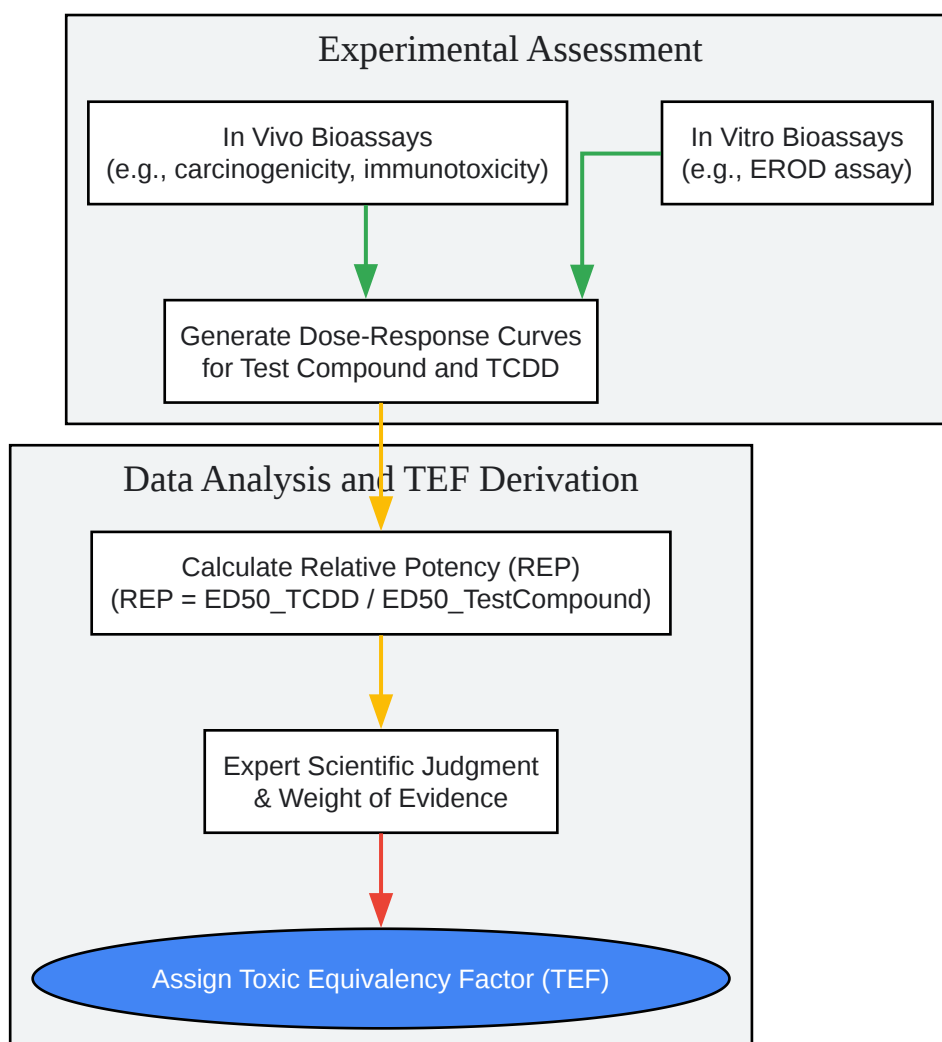 Experimental Assessment
In Vivo Bioassays
(e.g., carcinogenicity, immunotoxicity)
In Vitro Bioassays
(e.g., EROD assay)
Generate Dose-Response Curves
for Test Compound and TCDD
Data Analysis and TEF Derivation
Calculate Relative Potency (REP)
(REP = ED50_TCDD / ED50_TestCompound)
Expert Scientific Judgment
& Weight of Evidence
Assign Toxic Equivalency Factor (TEF)